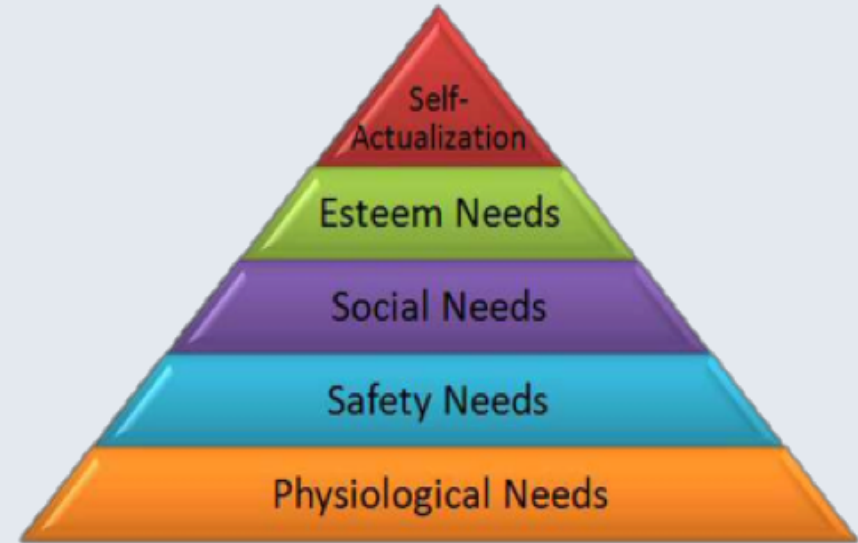 Self-
Actualization
Esteem Needs
Social Needs
Safety Needs
Physiological Needs